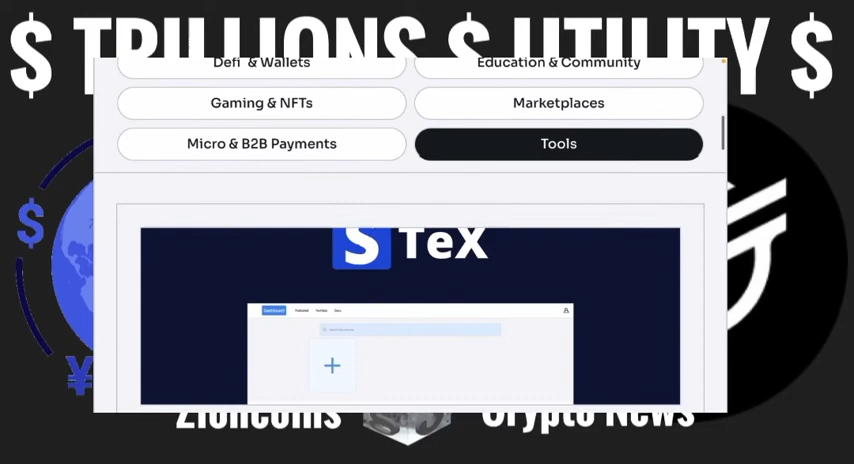 $ TRILLIONS $ UTILITY $
Defi & Wallets
Education & Community
Gaming & NFTs
Marketplaces
Micro & B2B Payments
Tools
$
S TeX
Dashboard
Published
Templates
Docs
¥
Zioncoins
Crypto News